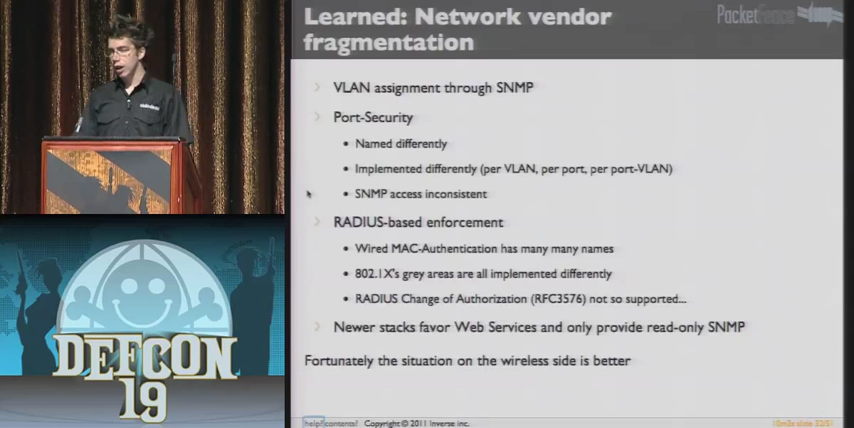 Learned: Network vendor
fragmentation
PacketFence
VLAN assignment through SNMP
Port-Security
Named differently
Implemented differently (per VLAN, per port, per port-VLAN)
SNMP access inconsistent
RADIUS-based enforcement
Wired MAC-Authentication has many many names
802.1X's grey areas are all implemented differently
RADIUS Change of Authorization (RFC3576) not so supported...
Newer stacks favor Web Services and only provide read-only SNMP
Fortunately the situation on the wireless side is better
help? contents? Copyright © 2011 Inverse inc.
DEFCON
19